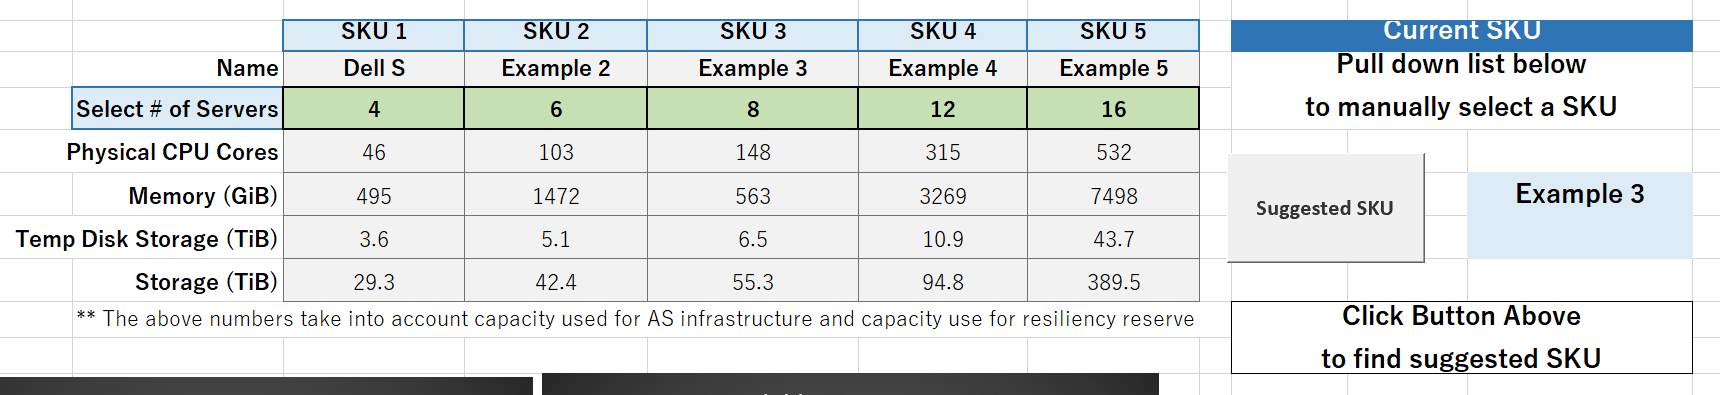 SKU 1 SKU 2 SKU 3 SKU 4 SKU 5
Name Dell S Example 2 Example 3 Example 4 Example 5
Select # of Servers 4 6 8 12 16
Physical CPU Cores 46 103 148 315 532
Memory (GiB) 495 1472 563 3269 7498
Temp Disk Storage (TiB) 3.6 5.1 6.5 10.9 43.7
Storage (TiB) 29.3 42.4 55.3 94.8 389.5
** The above numbers take into account capacity used for AS infrastructure and capacity use for resiliency reserve
Current SKU
Pull down list below
to manually select a SKU
Suggested SKU
Example 3
Click Button Above
to find suggested SKU